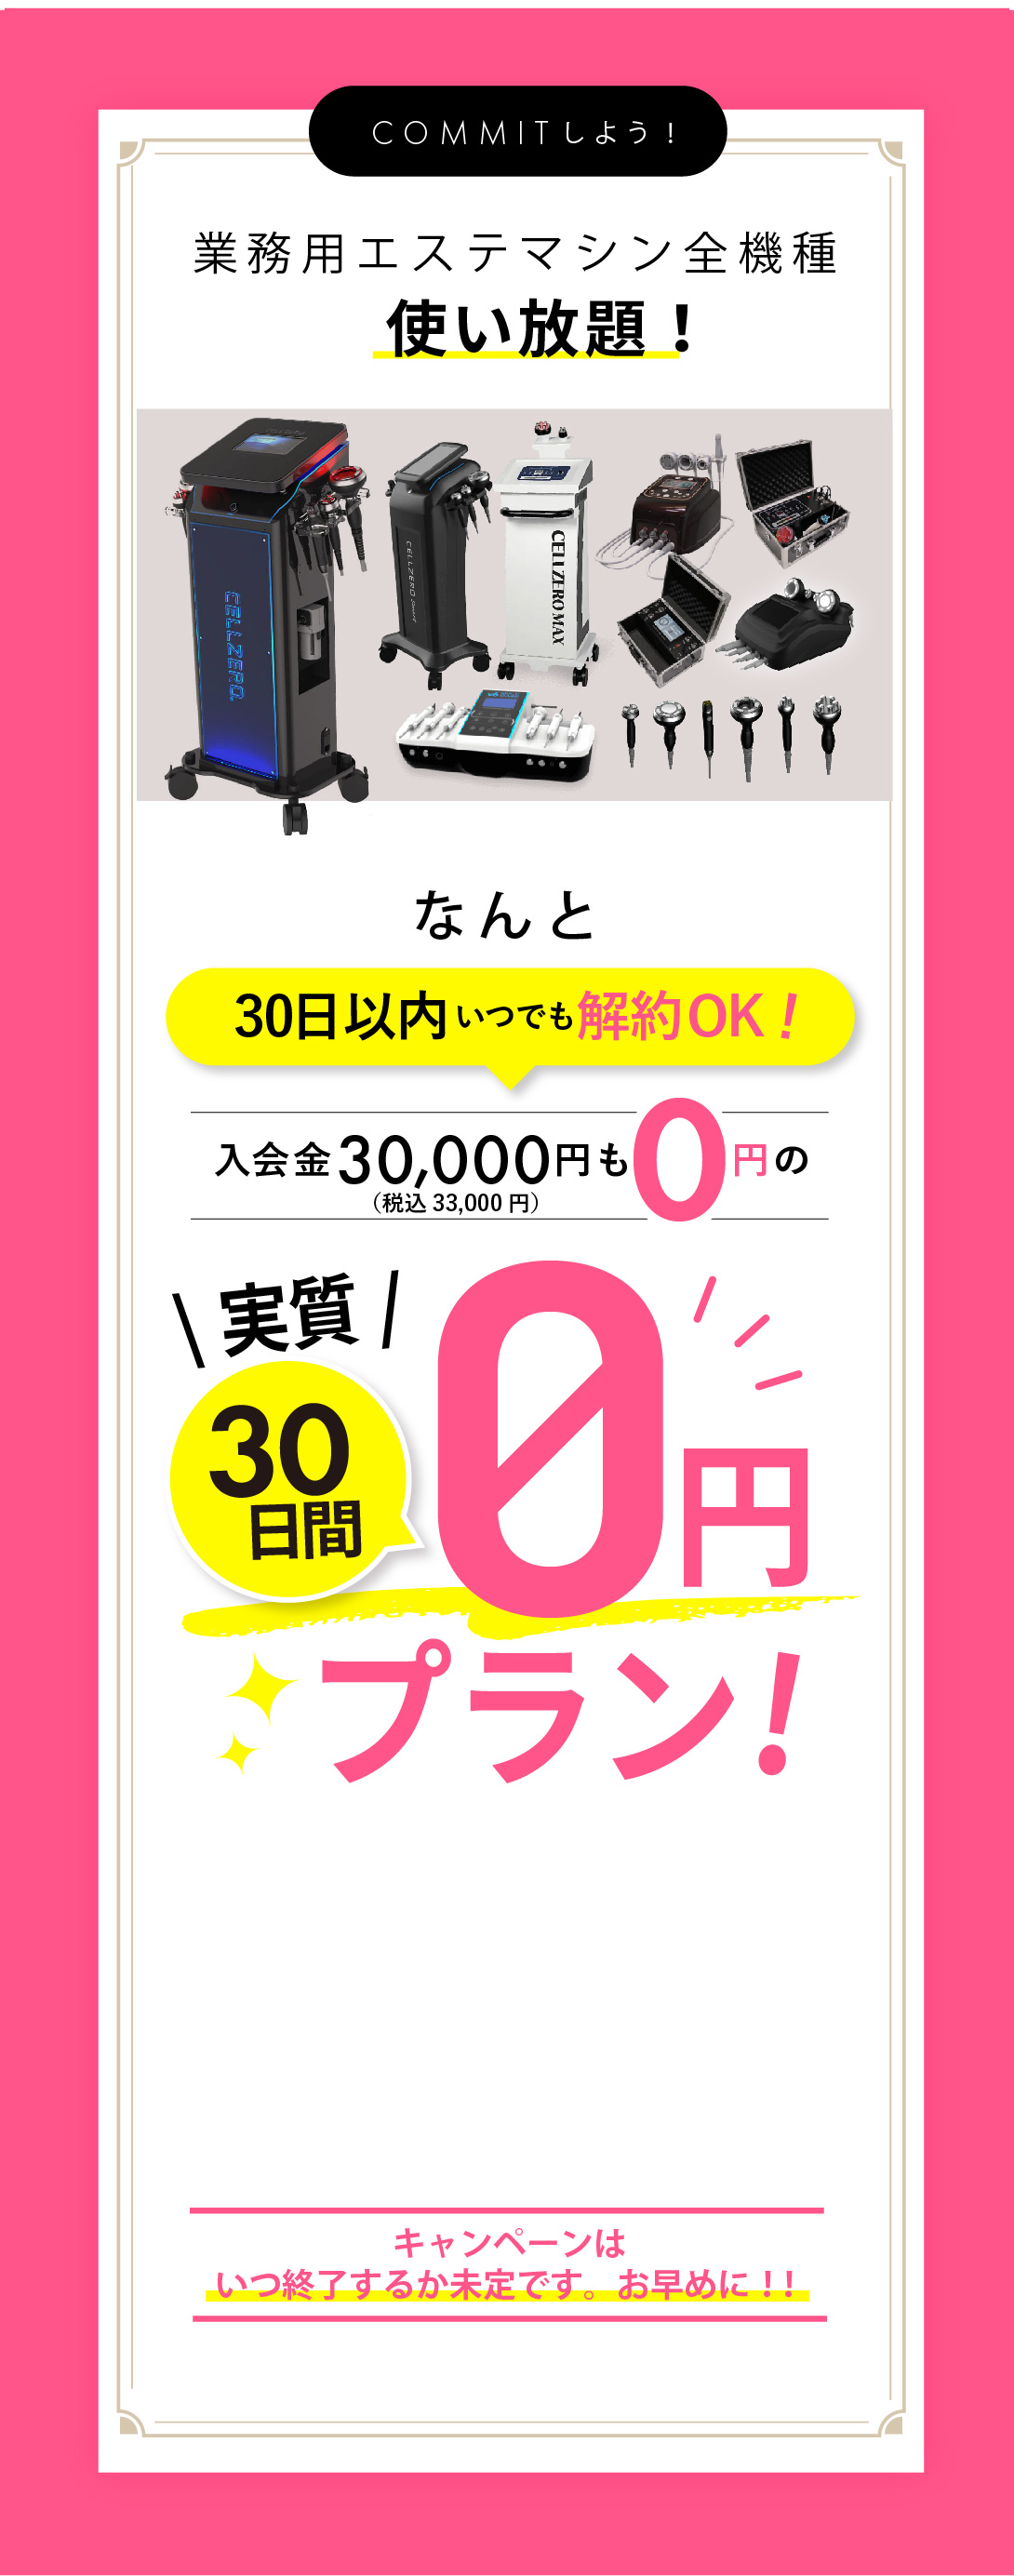 COMMITしよう！
業務用エステマシン全機種
使い放題！
CELLZERO
CELLZERO
CELLZERO MAX
なんと
30日以内いつでも解約OK！
入会金30,000円も0円の
（税込 33,000 円）
実質
30
日間
0円
プラン！
キャンペーンは
いつ終了するか未定です。お早めに！！